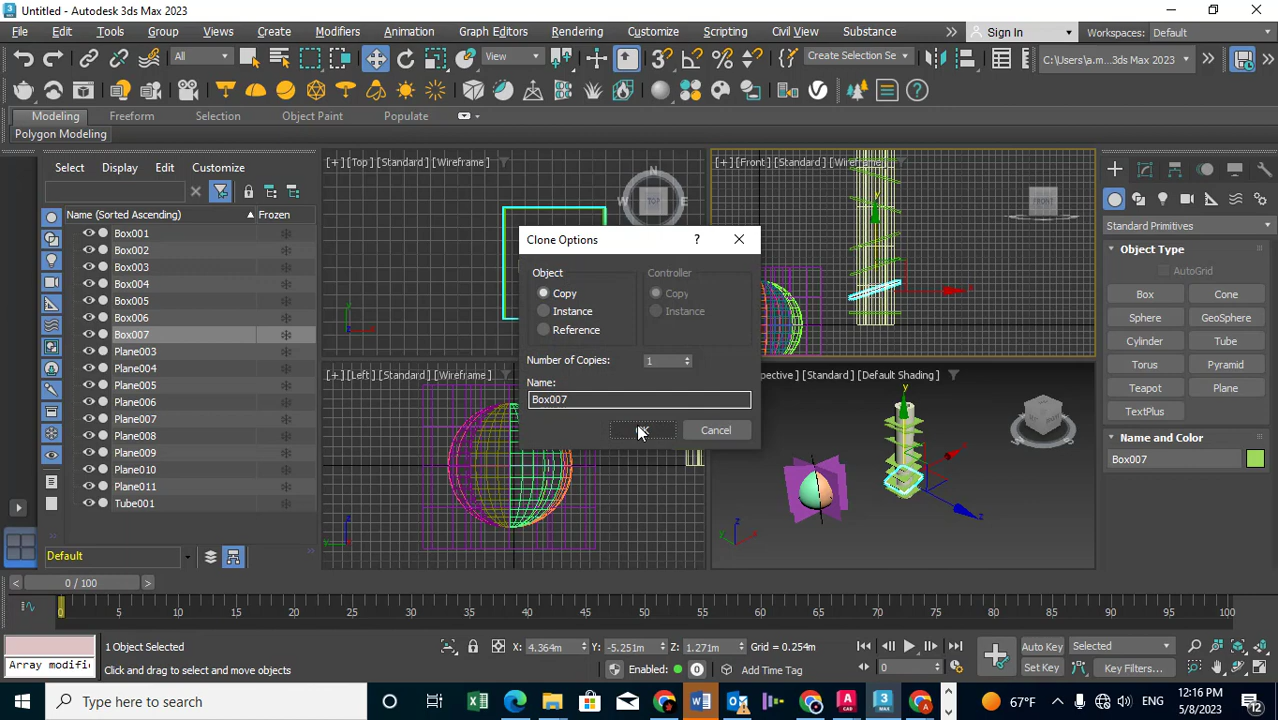 Untitled - Autodesk 3ds Max 2023
File Edit Tools Group Views Create Modifiers Animation Graph Editors Rendering Customize Scripting Civil View Substance Sign In Workspaces: Default
All View Create Selection Se C:\Users\a.m...3ds Max 2023
Modeling Freeform Selection Object Paint Populate
Polygon Modeling
Select Display Edit Customize
Name (Sorted Ascending) Frozen
Box001
Box002
Box003
Box004
Box005
Box006
Box007
Plane003
Plane004
Plane005
Plane006
Plane007
Plane008
Plane009
Plane010
Plane011
Tube001
Default
[+] [Top] [Standard] [Wireframe]
N
W TOP E
[+] [Front] [Standard] [Wireframe]
FRONT
[+] [Left] [Standard] [Wireframe]
[Standard] [Default Shading]
Clone Options ?
Object
Copy
Instance
Reference
Controller
Copy
Instance
Number of Copies: 1
Name:
Box007
Cancel
Standard Primitives
Object Type
AutoGrid
Box Cone
Sphere GeoSphere
Cylinder Tube
Torus Pyramid
Teapot Plane
TextPlus
Name and Color
Box007
0 / 100
0 5 10 15 20 25 30 35 40 45 50 55 60 65 70 75 80 85 90 95 100
1 Object Selected X: 4.364m Y: -5.251m Z: 1.271m Grid = 0.254m Auto Key Selected
Array modifi Click and drag to select and move objects Enabled: Add Time Tag 0 Set Key Key Filters...
Type here to search 67°F ENG 12:16 PM 5/8/2023